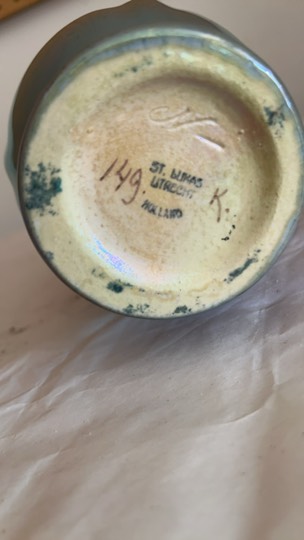 149.
ST. LUKAS
UTRECHT
HOLLAND
K.